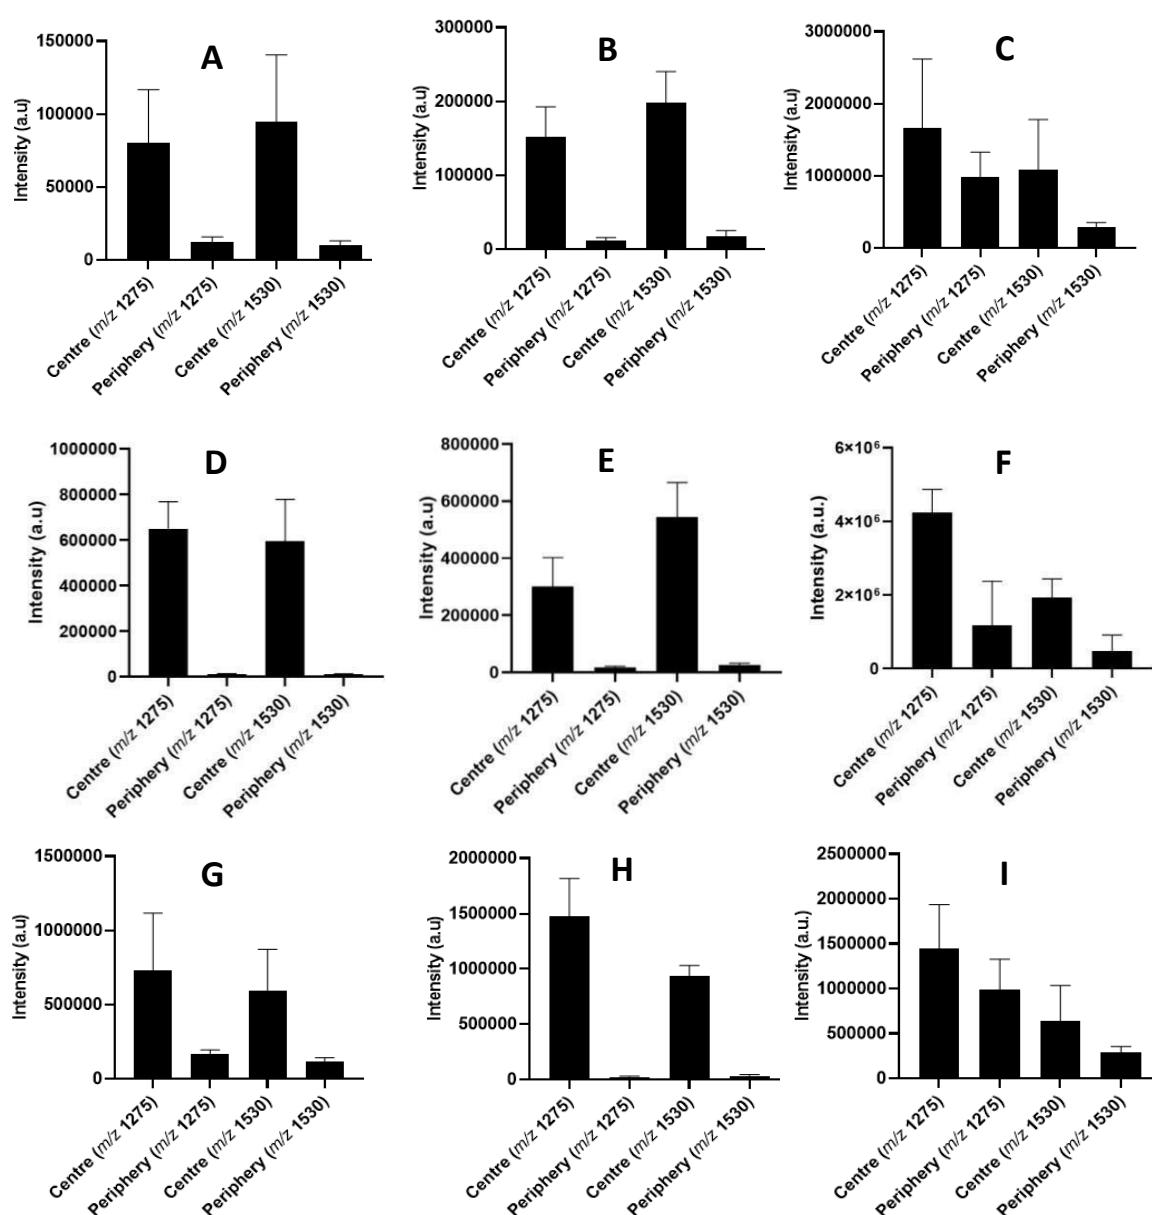 A
Intensity (a.u)
150000
100000
50000
0
Centre (m/z 1275)
Periphery (m/z 1275)
Centre (m/z 1530)
Periphery (m/z 1530)
B
Intensity (a.u)
300000
200000
100000
0
Centre (m/z 1275)
Periphery (m/z 1275)
Centre (m/z 1530)
Periphery (m/z 1530)
C
Intensity (a.u)
3000000
2000000
1000000
0
Centre (m/z 1275)
Periphery (m/z 1275)
Centre (m/z 1530)
Periphery (m/z 1530)
D
Intensity (a.u)
1000000
800000
600000
400000
200000
0
Centre (m/z 1275)
Periphery (m/z 1275)
Centre (m/z 1530)
Periphery (m/z 1530)
E
Intensity (a.u)
800000
600000
400000
200000
0
Centre (m/z 1275)
Periphery (m/z 1275)
Centre (m/z 1530)
Periphery (m/z 1530)
F
Intensity (a.u.)
6×10⁶
4×10⁶
2×10⁶
0
Centre (m/z 1275)
Periphery (m/z 1275)
Centre (m/z 1530)
Periphery (m/z 1530)
G
Intensity (a.u)
1500000
1000000
500000
0
Centre (m/z 1275)
Periphery (m/z 1275)
Centre (m/z 1530)
Periphery (m/z 1530)
H
Intensity (a.u)
2000000
1500000
1000000
500000
0
Centre (m/z 1275)
Periphery (m/z 1275)
Centre (m/z 1530)
Periphery (m/z 1530)
I
Intensity (a.u.)
2500000
2000000
1500000
1000000
500000
0
Centre (m/z 1275)
Periphery (m/z 1275)
Centre (m/z 1530)
Periphery (m/z 1530)